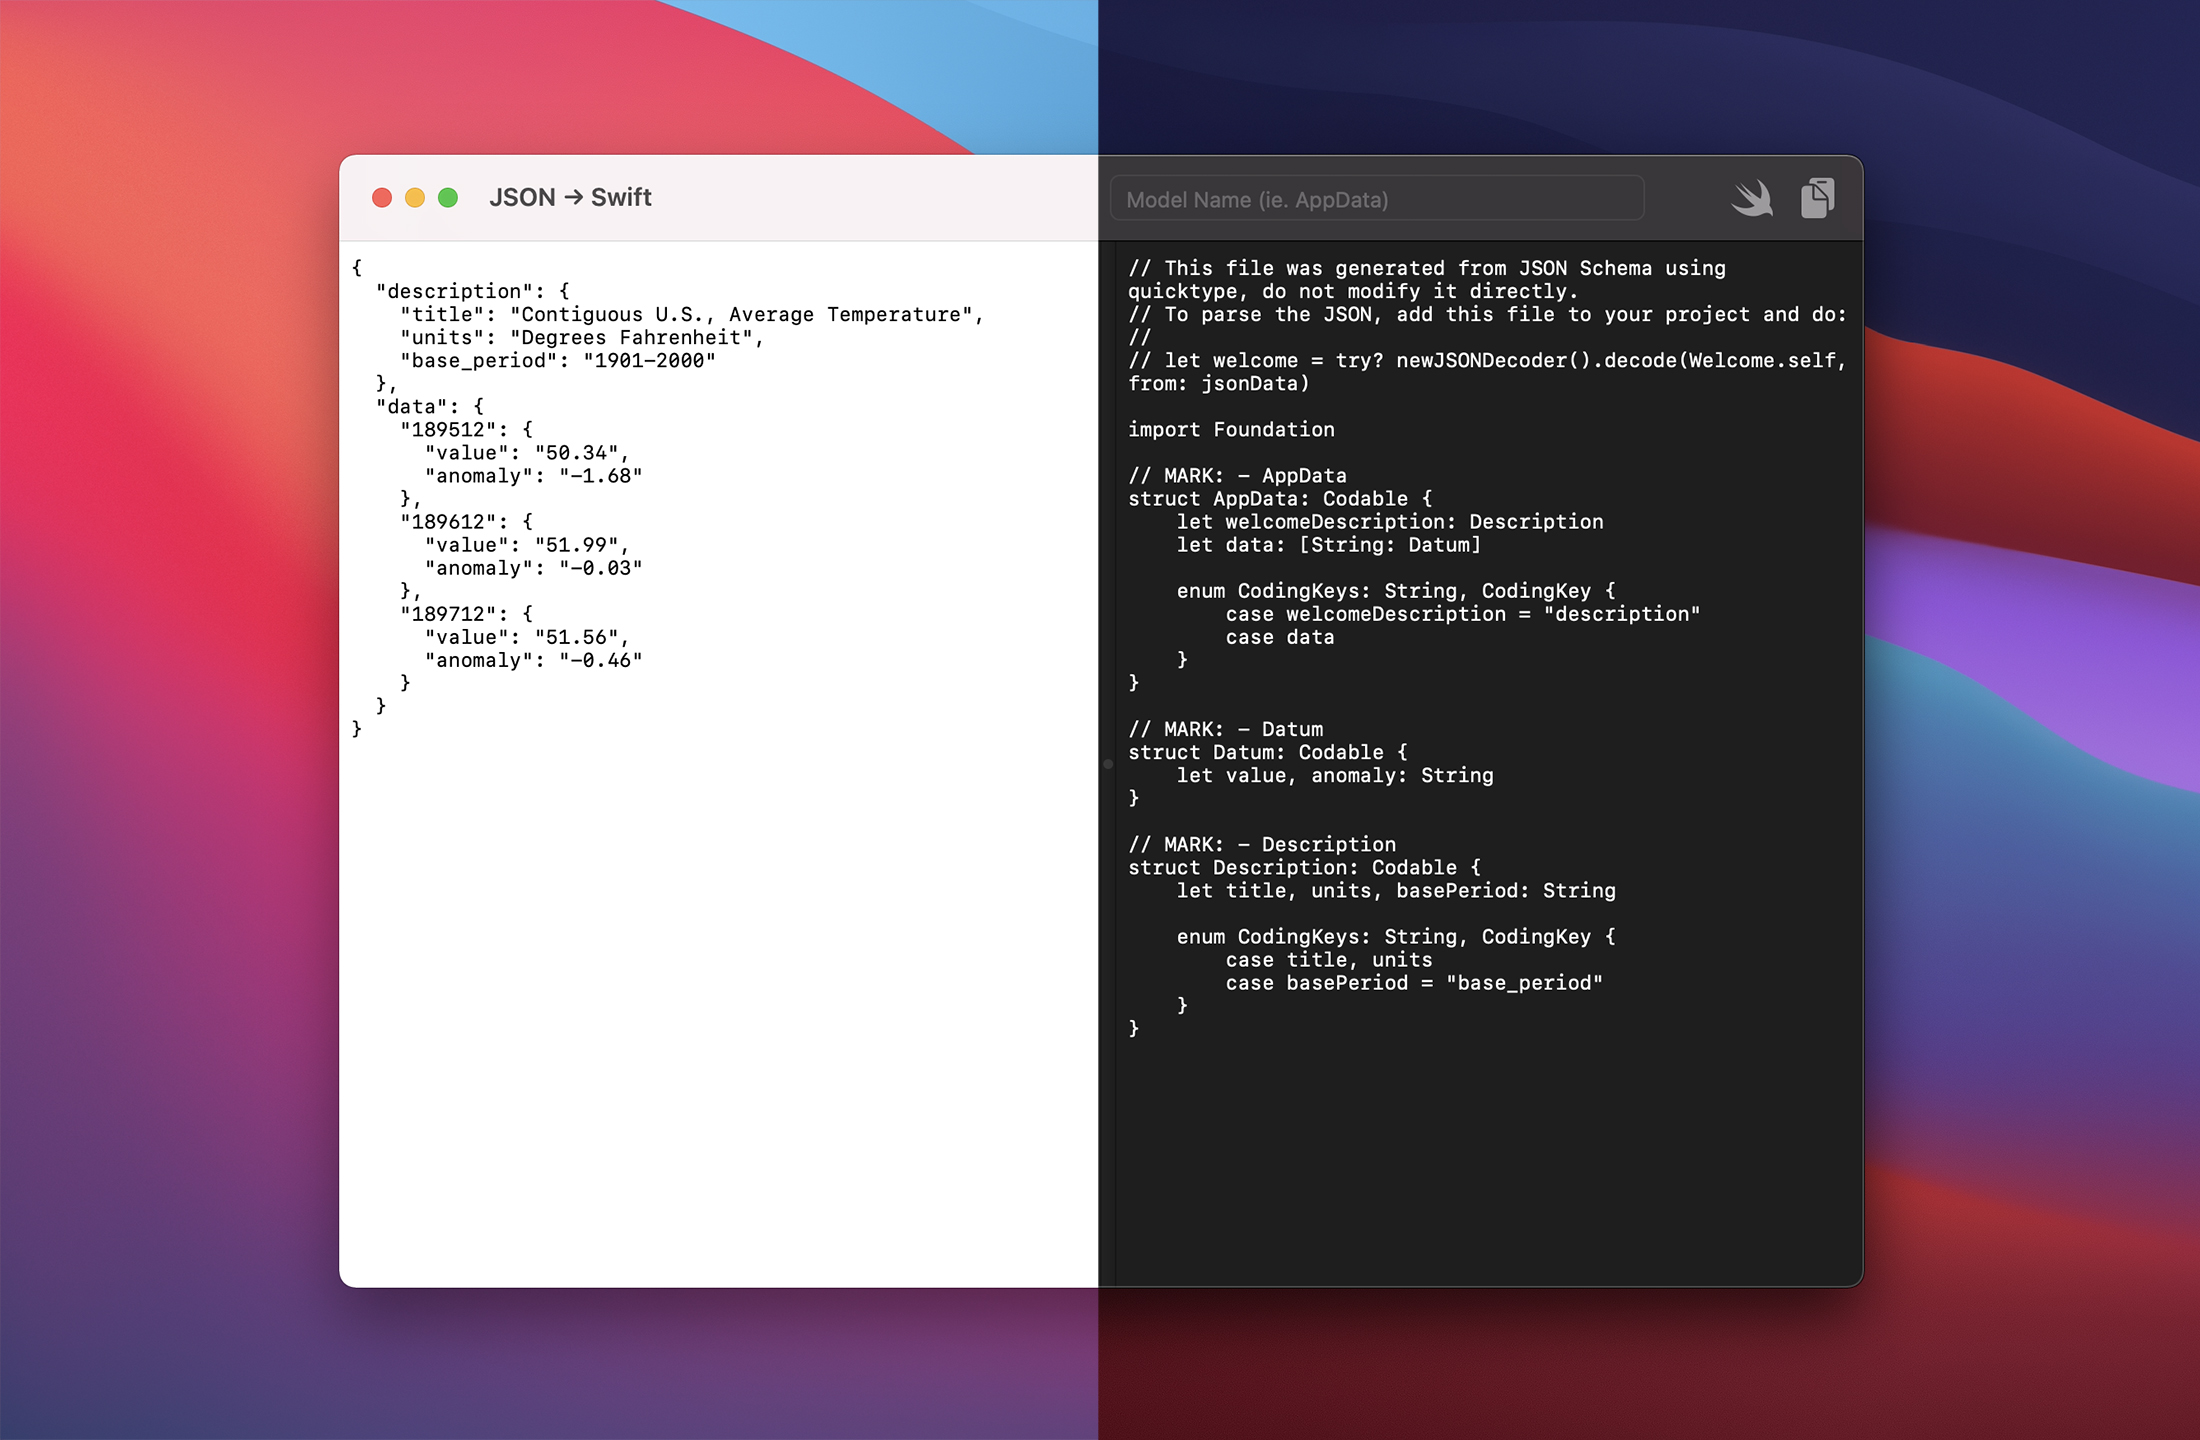 JSON → Swift
Model Name (ie. AppData)
{
  "description": {
    "title": "Contiguous U.S., Average Temperature",
    "units": "Degrees Fahrenheit",
    "base_period": "1901–2000"
  },
  "data": {
    "189512": {
      "value": "50.34",
      "anomaly": "-1.68"
    },
    "189612": {
      "value": "51.99",
      "anomaly": "-0.03"
    },
    "189712": {
      "value": "51.56",
      "anomaly": "-0.46"
    }
  }
}
// This file was generated from JSON Schema using
quicktype, do not modify it directly.
// To parse the JSON, add this file to your project and do:
//
// let welcome = try? newJSONDecoder().decode(Welcome.self,
from: jsonData)

import Foundation

// MARK: - AppData
struct AppData: Codable {
    let welcomeDescription: Description
    let data: [String: Datum]

    enum CodingKeys: String, CodingKey {
        case welcomeDescription = "description"
        case data
    }
}

// MARK: - Datum
struct Datum: Codable {
    let value, anomaly: String
}

// MARK: - Description
struct Description: Codable {
    let title, units, basePeriod: String

    enum CodingKeys: String, CodingKey {
        case title, units
        case basePeriod = "base_period"
    }
}